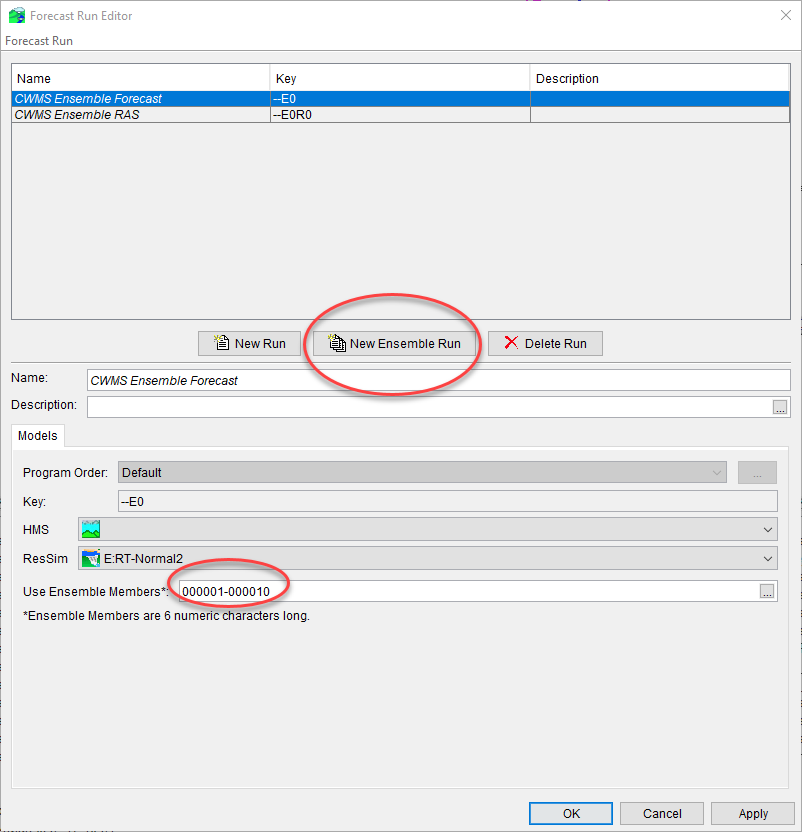 Forecast Run Editor
Forecast Run
Name Key Description
CWMS Ensemble Forecast --E0
CWMS Ensemble RAS --E0R0
New Run New Ensemble Run Delete Run
Name: CWMS Ensemble Forecast
Description: ...
Models
Program Order: Default ...
Key: --E0
HMS
ResSim E:RT-Normal2
Use Ensemble Members*: 000001-000010 ...
*Ensemble Members are 6 numeric characters long.
OK Cancel Apply